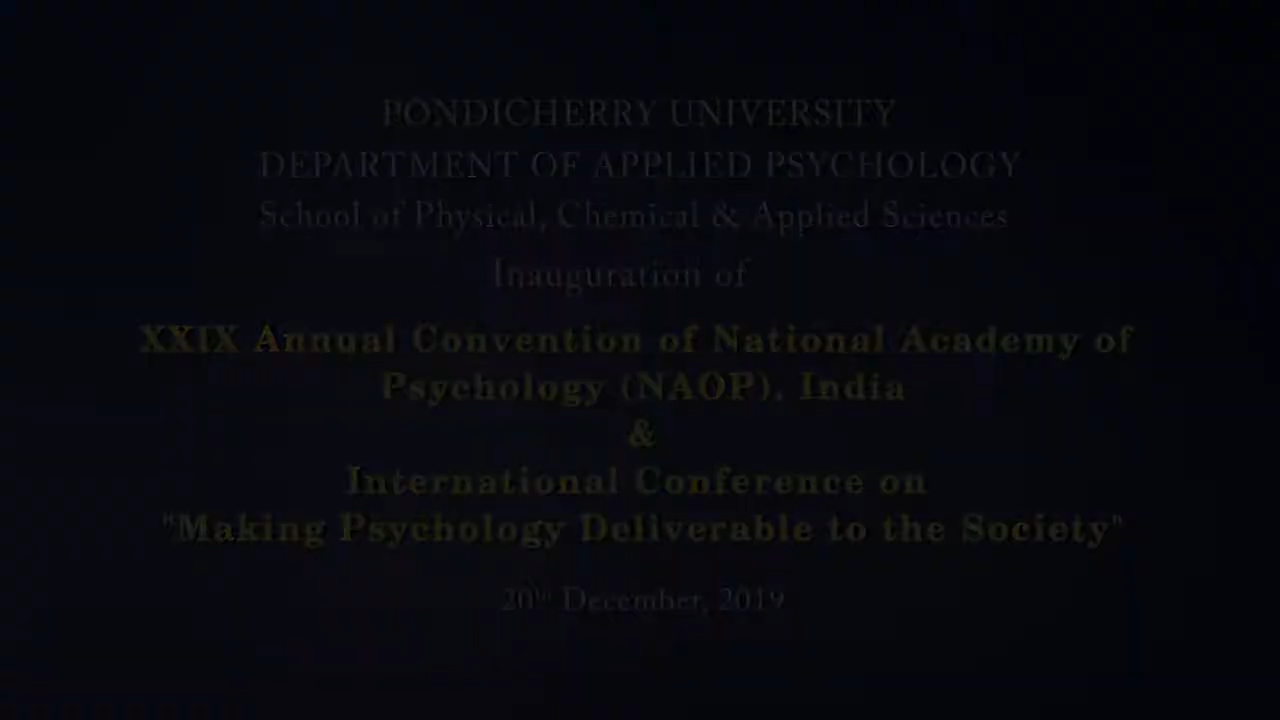 PONDICHERRY UNIVERSITY
DEPARTMENT OF APPLIED PSYCHOLOGY
School of Physical, Chemical & Applied Sciences
Inauguration of
XXIX Annual Convention of National Academy of
Psychology (NAOP), India
&
International Conference on
"Making Psychology Deliverable to the Society"
20th December, 2019